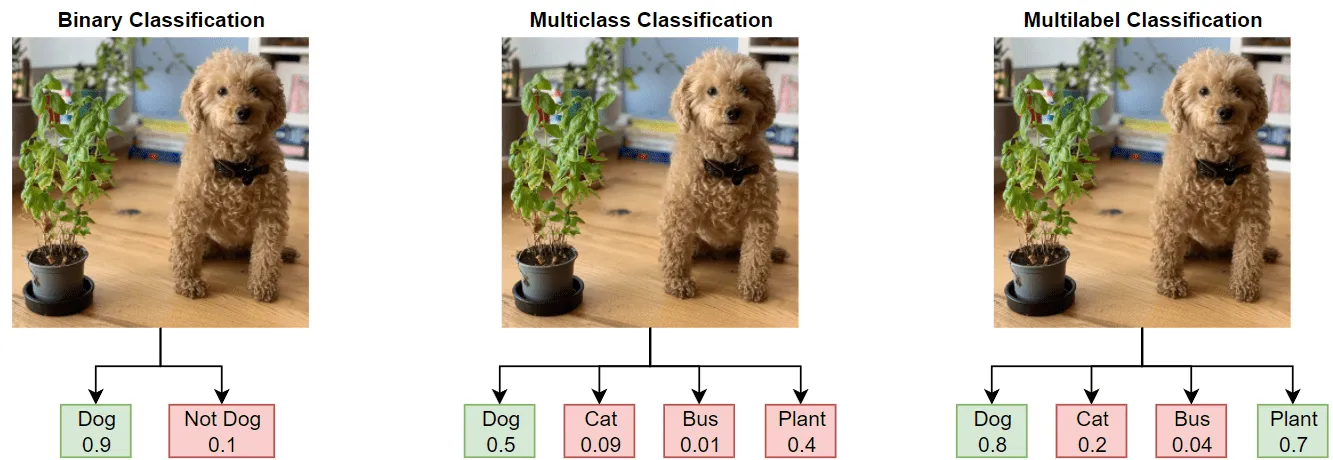 Binary Classification
Multiclass Classification
Multilabel Classification
Dog
0.9
Not Dog
0.1
Dog
0.5
Cat
0.09
Bus
0.01
Plant
0.4
Dog
0.8
Cat
0.2
Bus
0.04
Plant
0.7